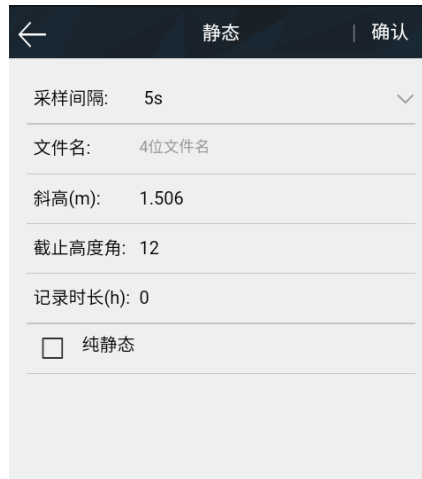 静态 | 确认
采样间隔: 5s
文件名: 4位文件名
斜高(m): 1.506
截止高度角: 12
记录时长(h): 0
纯静态